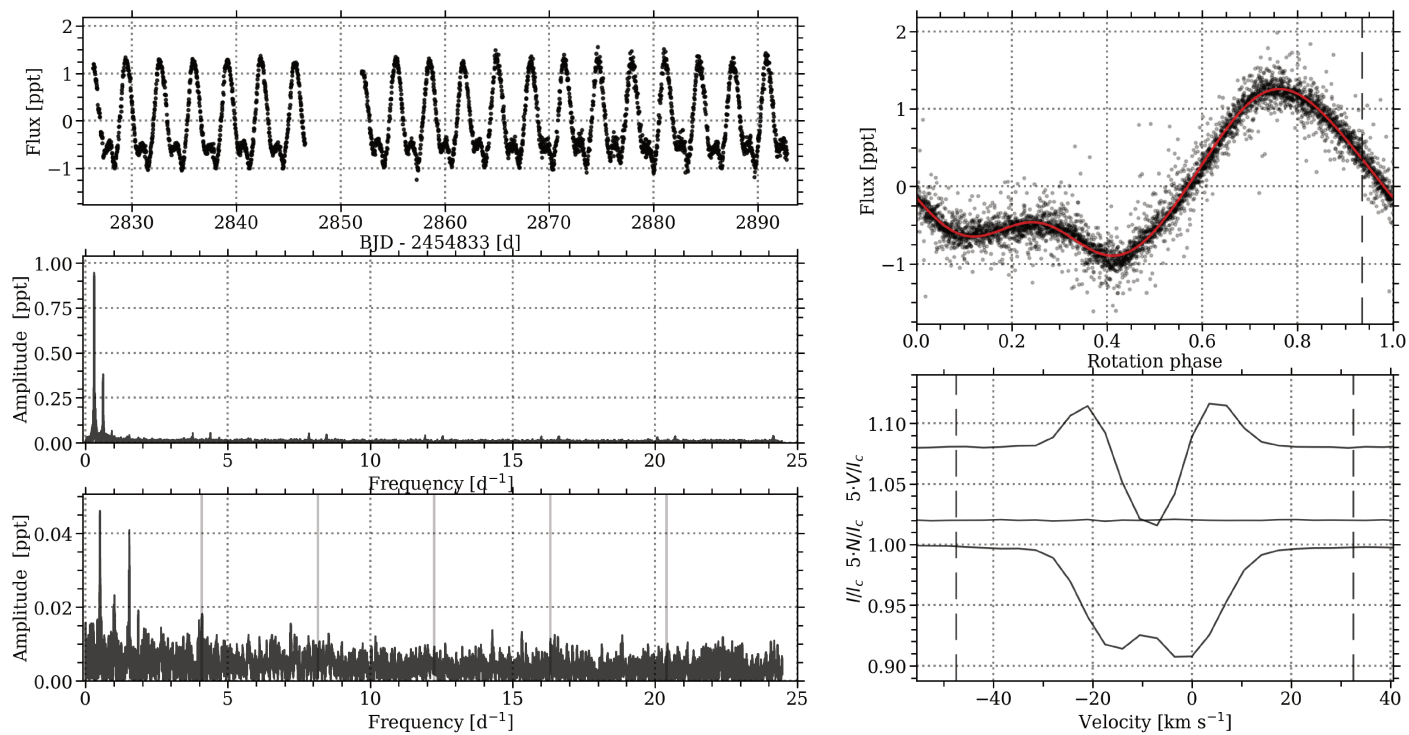 2
1
0
−1
Flux [ppt]
2830 2840 2850 2860 2870 2880 2890
BJD - 2454833 [d]
1.00
0.75
0.50
0.25
0.00
Amplitude [ppt]
0 5 10 15 20 25
Frequency [d⁻¹]
0.04
0.02
0.00
Amplitude [ppt]
0 5 10 15 20 25
Frequency [d⁻¹]
2
1
0
−1
Flux [ppt]
0.0 0.2 0.4 0.6 0.8 1.0
Rotation phase
1.10
1.05
1.00
0.95
0.90
I/I_c 5·N/I_c 5·V/I_c
−40 −20 0 20 40
Velocity [km s⁻¹]